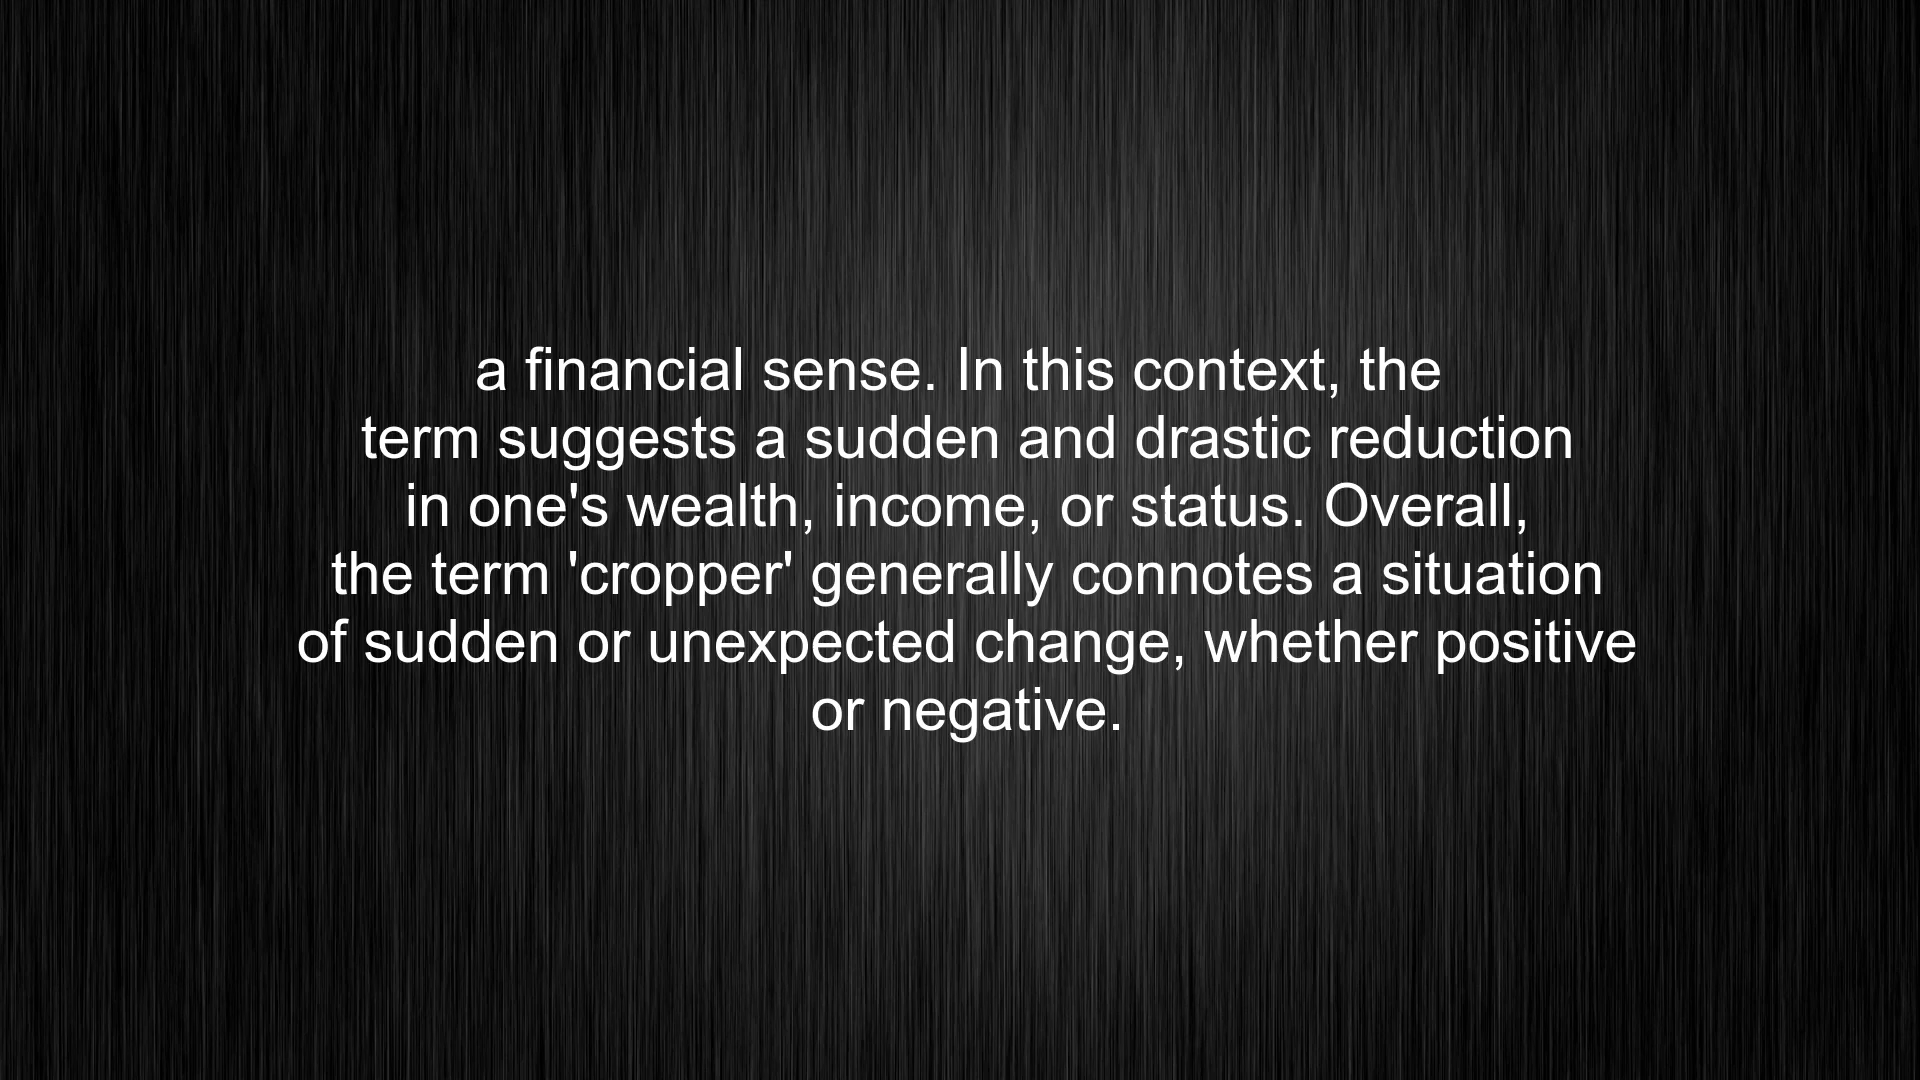 a financial sense. In this context, the
term suggests a sudden and drastic reduction
in one's wealth, income, or status. Overall,
the term 'cropper' generally connotes a situation
of sudden or unexpected change, whether positive
or negative.